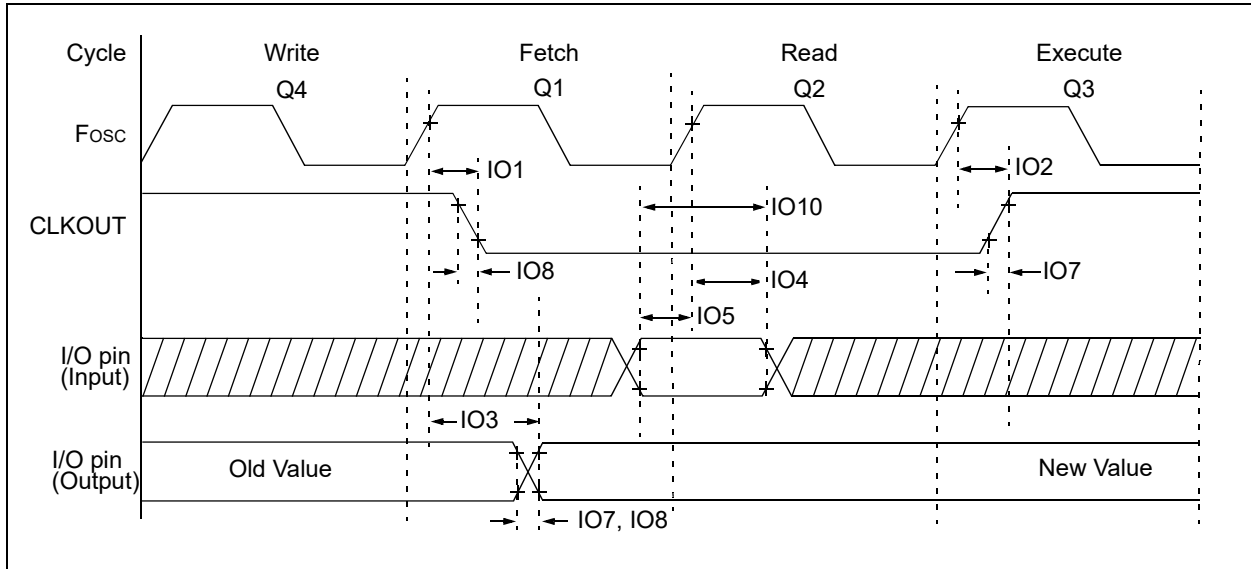 Cycle Write Fetch Read Execute
Q4 Q1 Q2 Q3
Fosc
IO1 IO2
CLKOUT
IO10
IO8 IO7
IO4
IO5
I/O pin
(Input)
IO3
I/O pin
(Output)
Old Value New Value
IO7, IO8